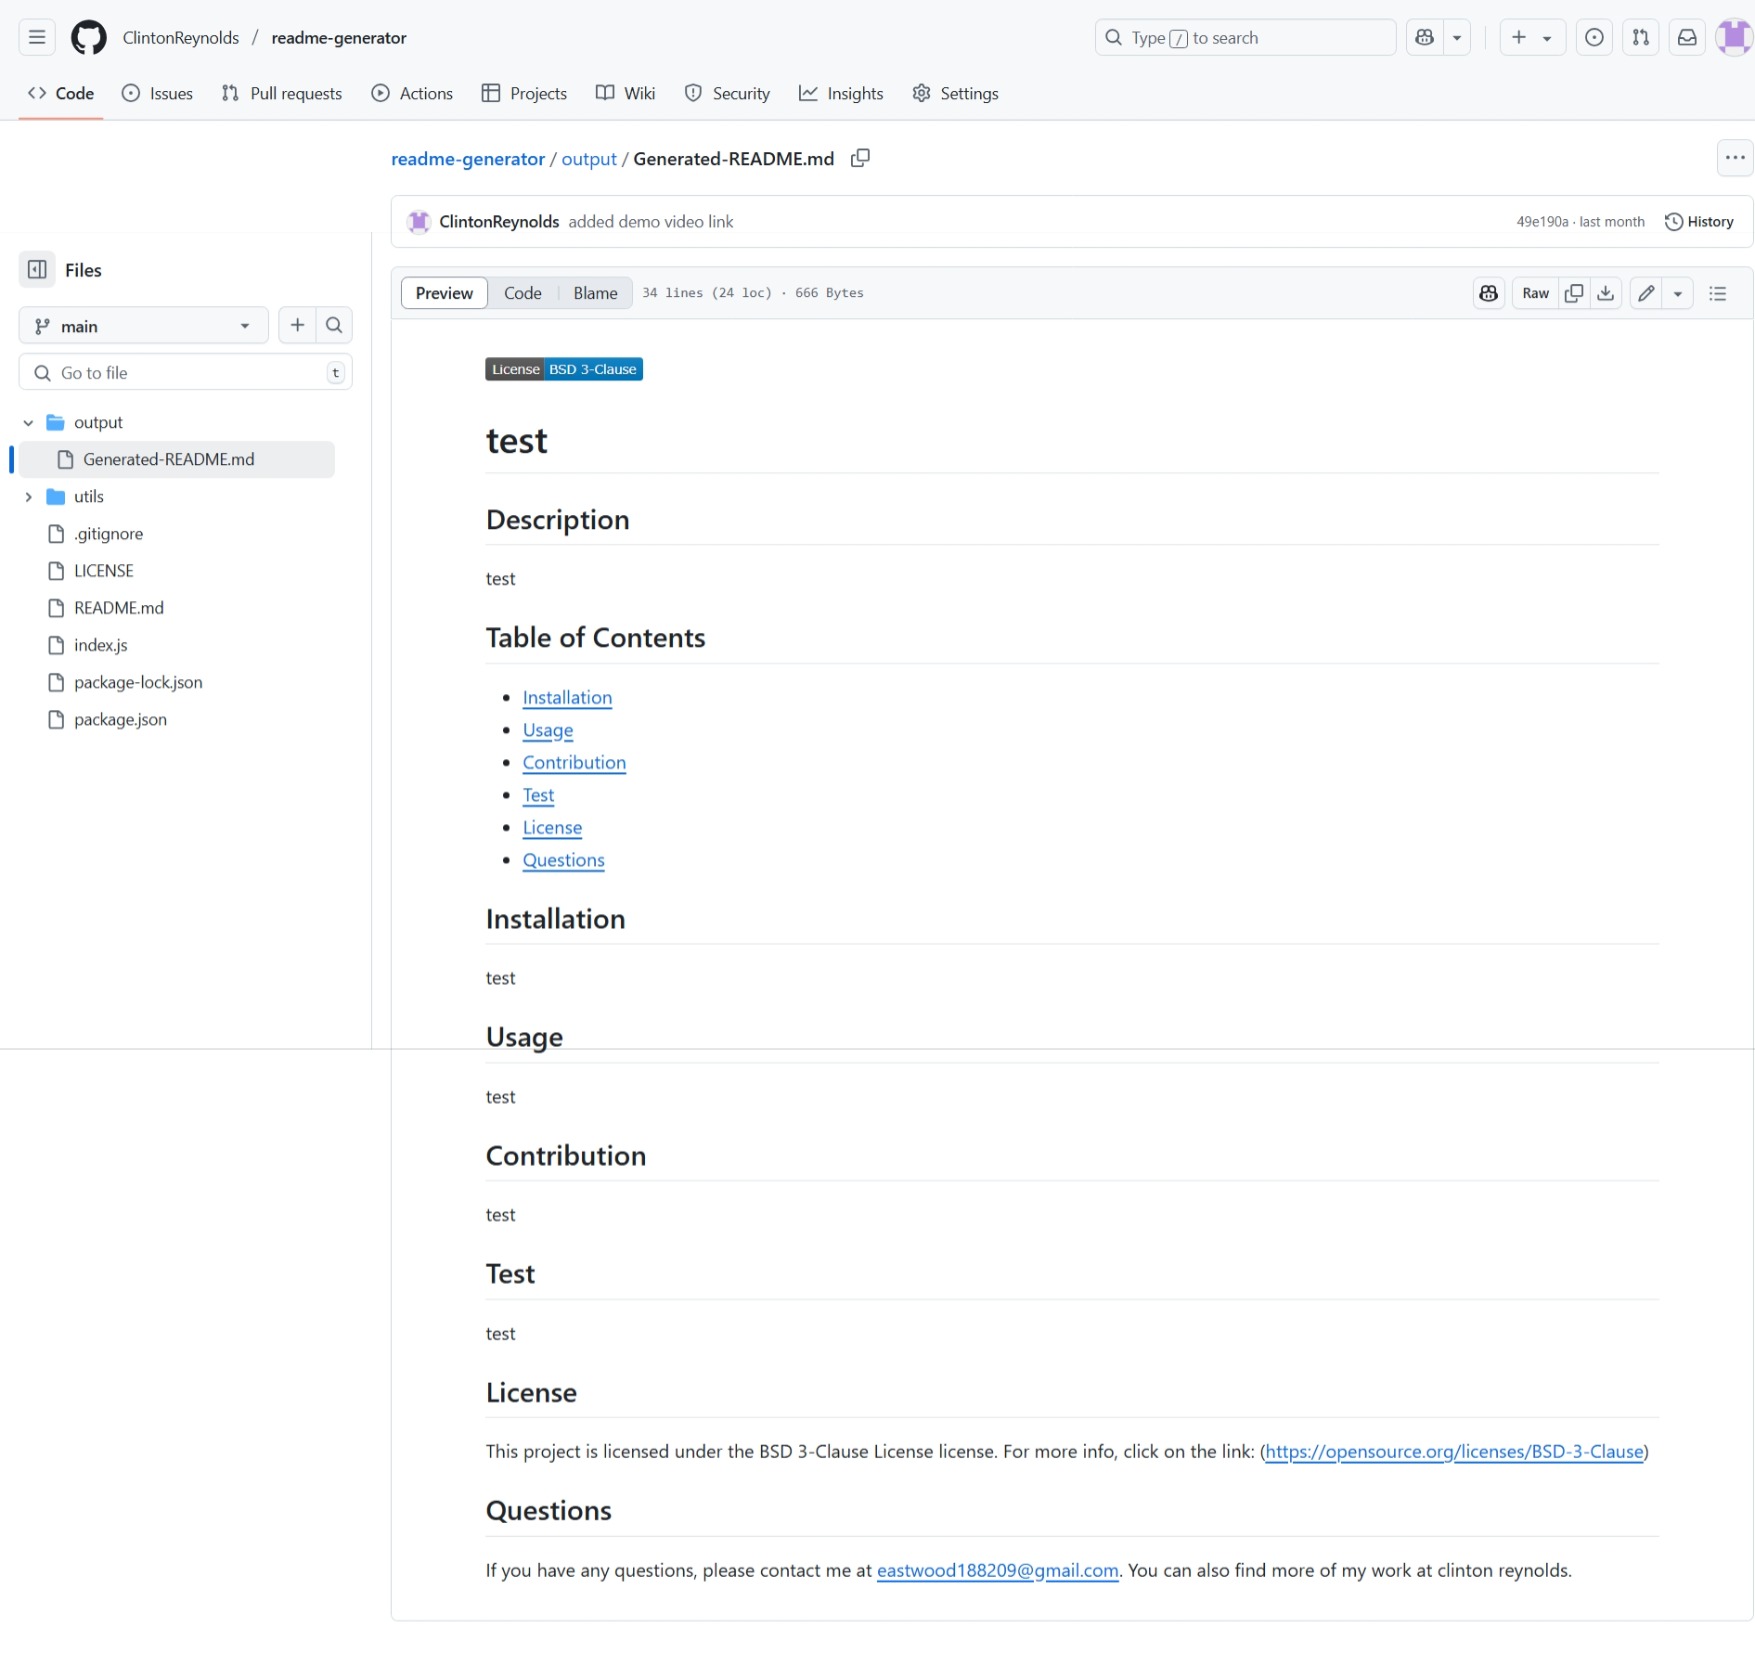 ClintonReynolds / readme-generator
Type / to search
Code Issues Pull requests Actions Projects Wiki Security Insights Settings
readme-generator / output / Generated-README.md
ClintonReynolds added demo video link 49e190a · last month History
Files
main
Go to file t
output
Generated-README.md
utils
.gitignore
LICENSE
README.md
index.js
package-lock.json
package.json
Preview Code Blame 34 lines (24 loc) · 666 Bytes Raw
License BSD 3-Clause
test
Description
test
Table of Contents
• Installation
• Usage
• Contribution
• Test
• License
• Questions
Installation
test
Usage
test
Contribution
test
Test
test
License
This project is licensed under the BSD 3-Clause License license. For more info, click on the link: (https://opensource.org/licenses/BSD-3-Clause)
Questions
If you have any questions, please contact me at eastwood188209@gmail.com. You can also find more of my work at clinton reynolds.